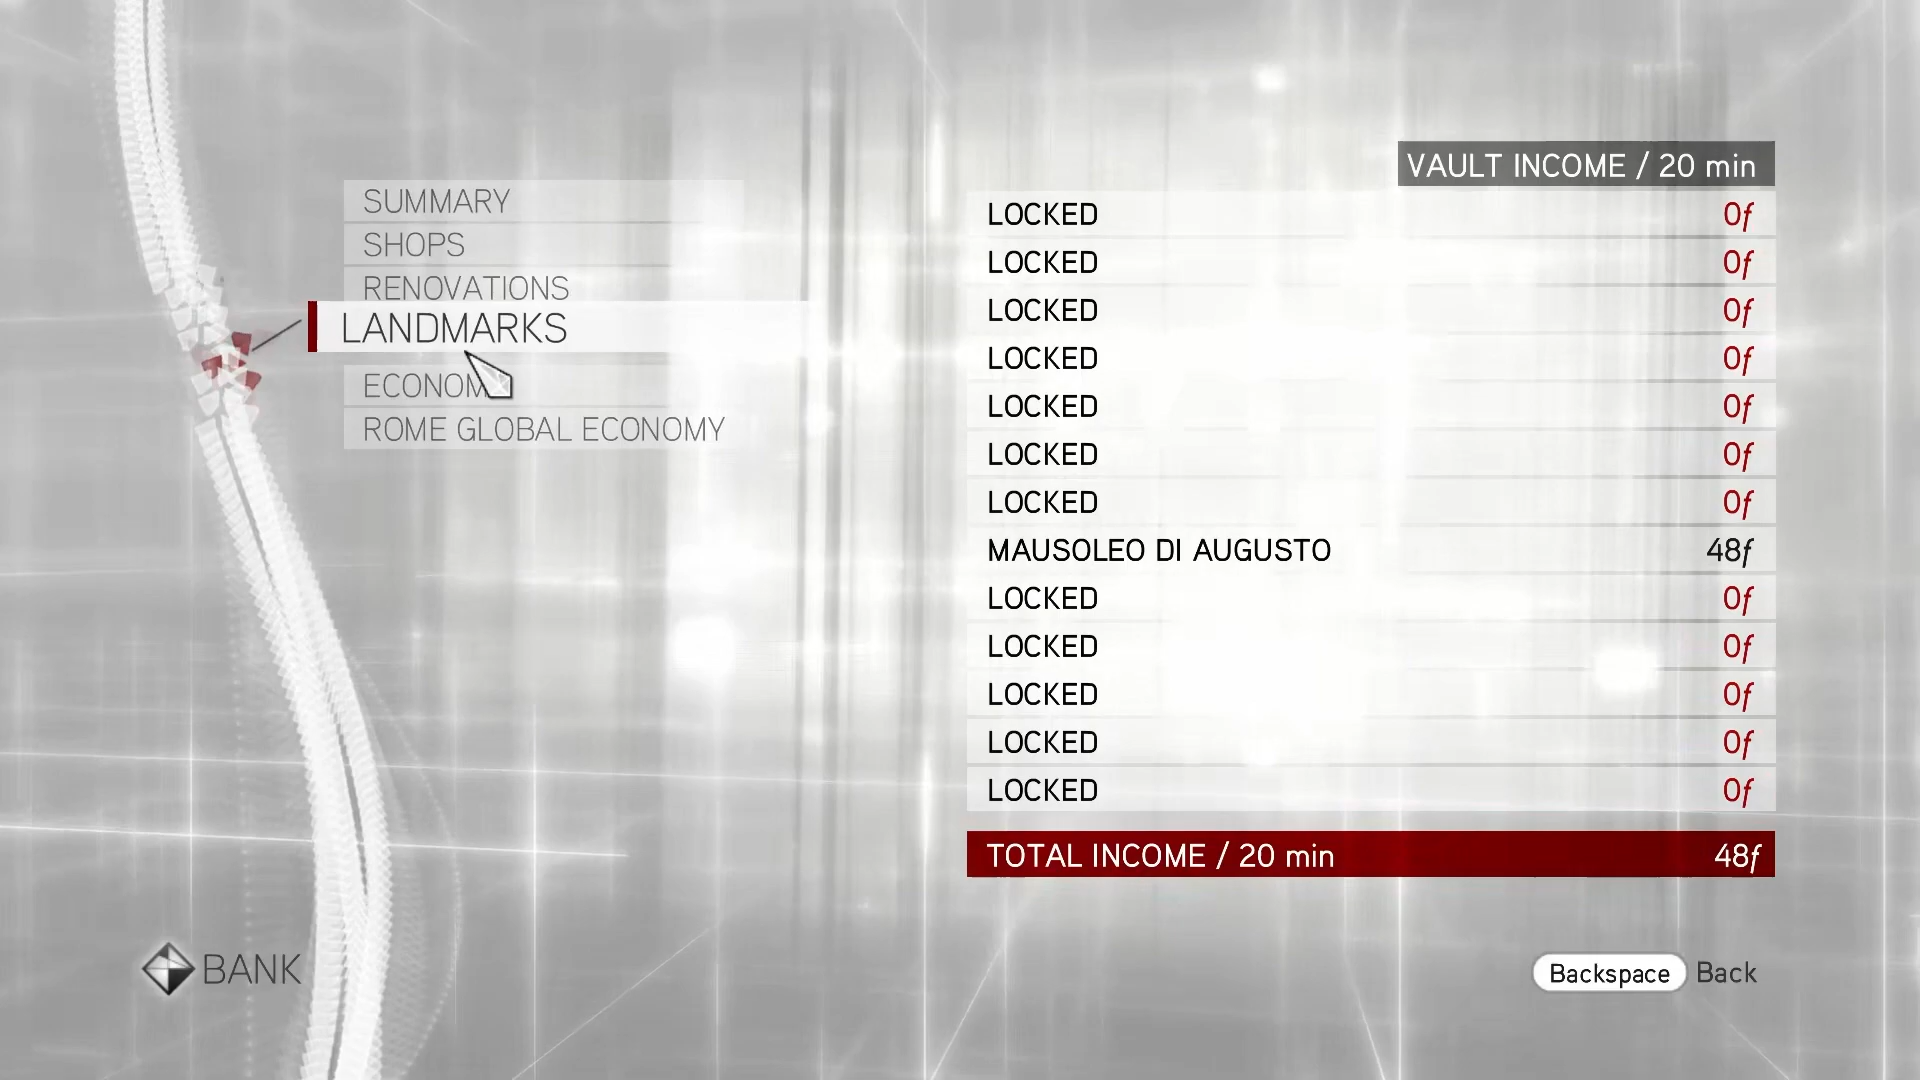 SUMMARY
SHOPS
RENOVATIONS
LANDMARKS
ECONOM
ROME GLOBAL ECONOMY
VAULT INCOME / 20 min
LOCKED 0f
LOCKED 0f
LOCKED 0f
LOCKED 0f
LOCKED 0f
LOCKED 0f
LOCKED 0f
MAUSOLEO DI AUGUSTO 48f
LOCKED 0f
LOCKED 0f
LOCKED 0f
LOCKED 0f
LOCKED 0f
TOTAL INCOME / 20 min 48f
BANK
Backspace Back